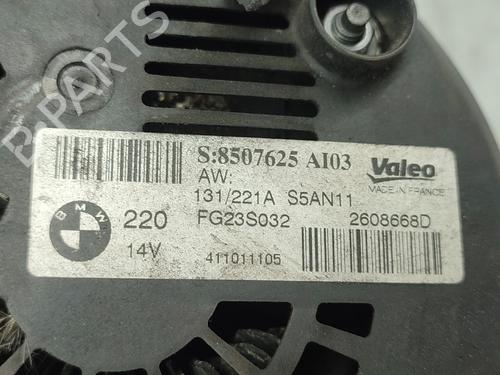 B-PARTS
S:8507625 AI03
Valeo
AW:
MADE IN FRANCE
131/221A S5AN11
BMW
220
FG23S032
2608668D
14V
411011105